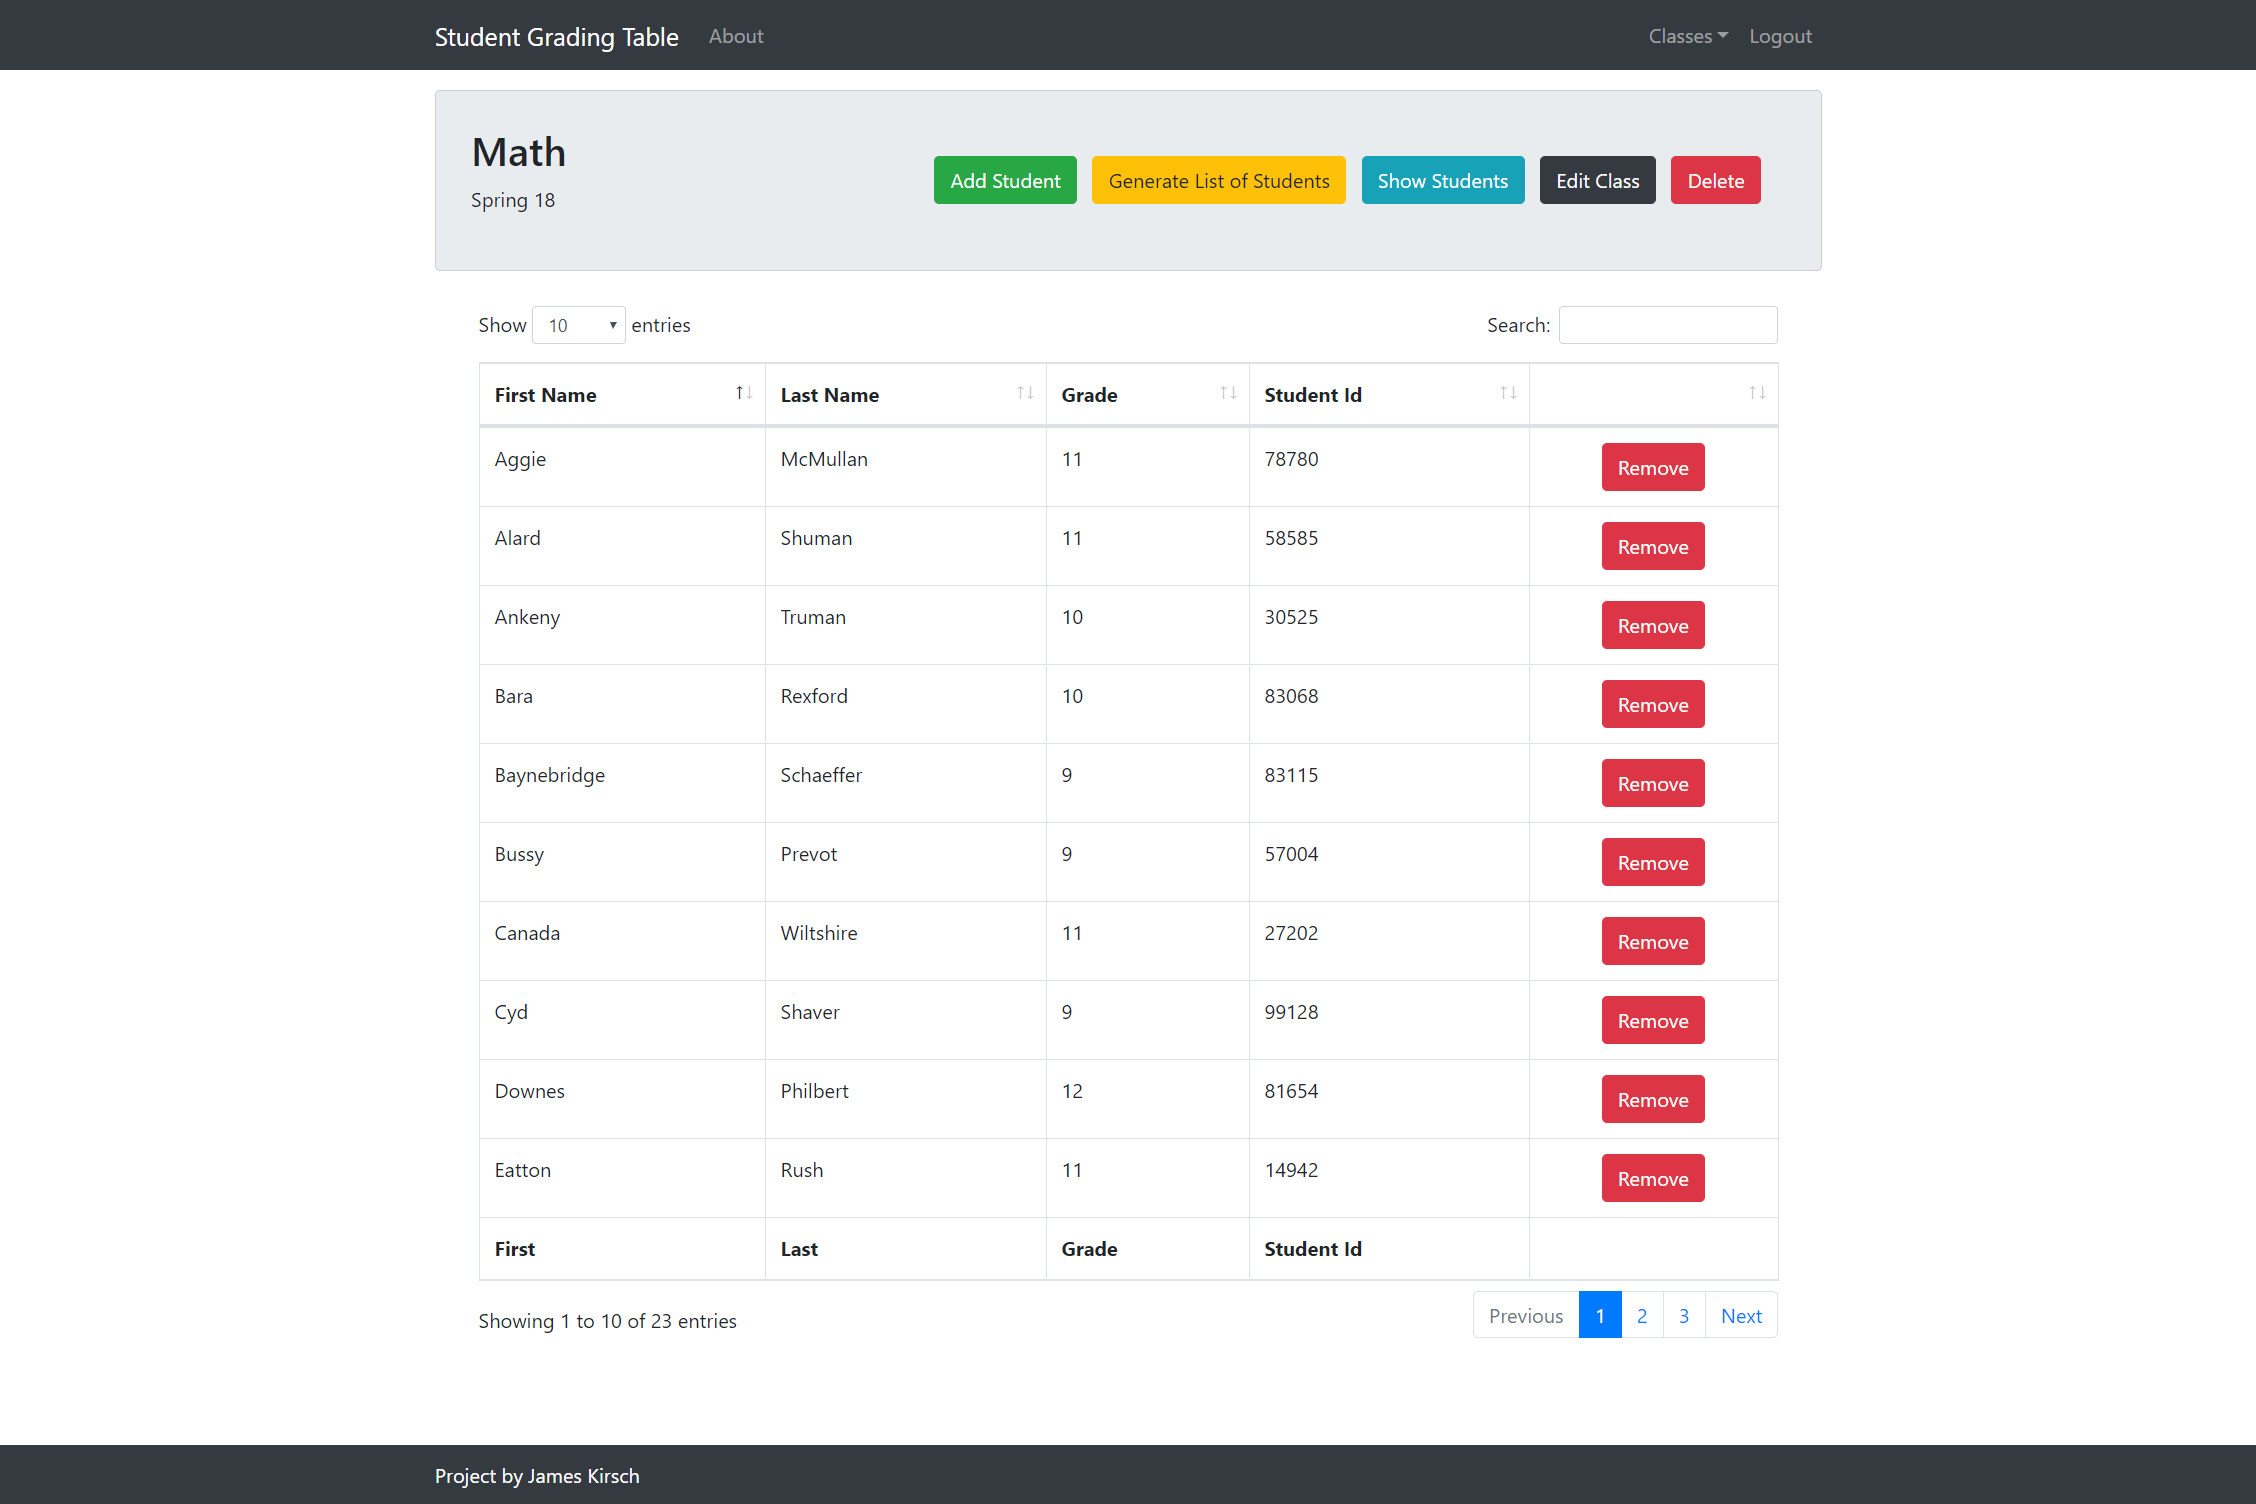 Student Grading Table About Classes Logout
Math
Spring 18
Add Student Generate List of Students Show Students Edit Class Delete
Show 10 entries Search:
First Name Last Name Grade Student Id
Aggie McMullan 11 78780 Remove
Alard Shuman 11 58585 Remove
Ankeny Truman 10 30525 Remove
Bara Rexford 10 83068 Remove
Baynebridge Schaeffer 9 83115 Remove
Bussy Prevot 9 57004 Remove
Canada Wiltshire 11 27202 Remove
Cyd Shaver 9 99128 Remove
Downes Philbert 12 81654 Remove
Eatton Rush 11 14942 Remove
First Last Grade Student Id
Showing 1 to 10 of 23 entries Previous 1 2 3 Next
Project by James Kirsch